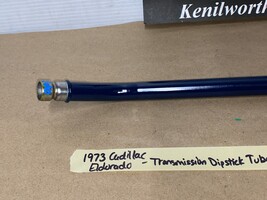 Kenilworth
1973 Cadillac
Eldorado - Transmission Dipstick Tube